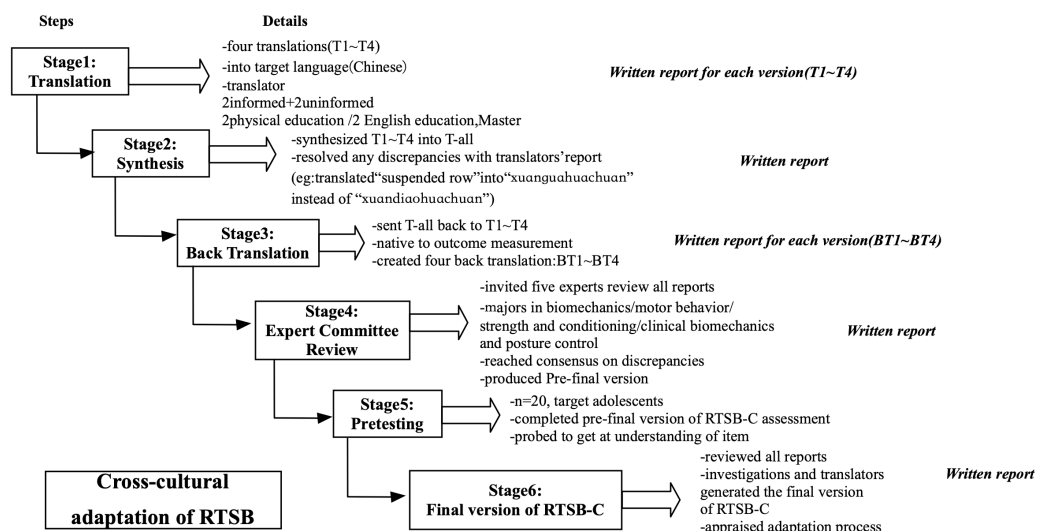 Steps
Details
Stage1:
Translation
-four translations(T1~T4)
-into target language(Chinese)
-translator
2informed+2uninformed
2physical education /2 English education,Master
Written report for each version(T1~T4)
Stage2:
Synthesis
-synthesized T1~T4 into T-all
-resolved any discrepancies with translators'report
(eg:translated“suspended row”into“xuanguahuachuan”
instead of “xuandiaohuachuan”)
Written report
Stage3:
Back Translation
-sent T-all back to T1~T4
-native to outcome measurement
-created four back translation:BT1~BT4
Written report for each version(BT1~BT4)
Stage4:
Expert Committee
Review
-invited five experts review all reports
-majors in biomechanics/motor behavior/
strength and conditioning/clinical biomechanics
and posture control
-reached consensus on discrepancies
-produced Pre-final version
Written report
Stage5:
Pretesting
-n=20, target adolescents
-completed pre-final version of RTSB-C assessment
-probed to get at understanding of item
Stage6:
Final version of RTSB-C
-reviewed all reports
-investigations and translators
generated the final version
of RTSB-C
-appraised adaptation process
Written report
Cross-cultural
adaptation of RTSB